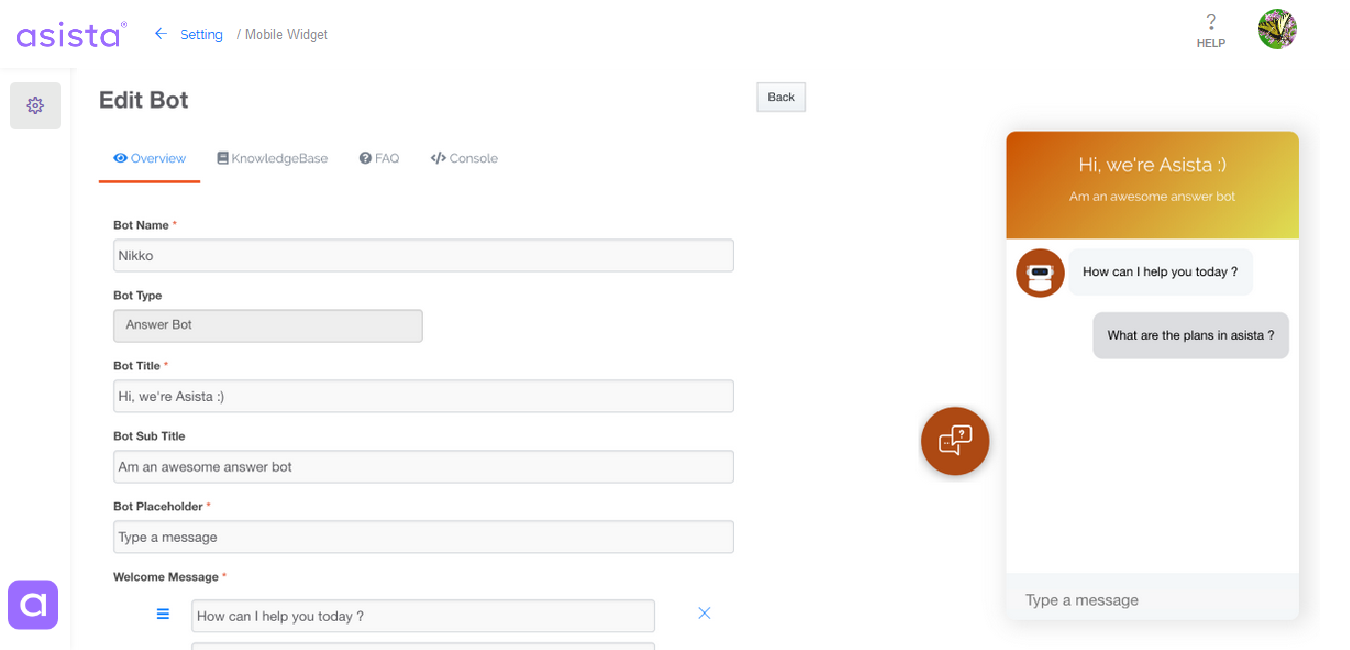 asista®
Setting / Mobile Widget
?
HELP
Edit Bot
Back
Overview
KnowledgeBase
FAQ
Console
Bot Name *
Nikko
Bot Type
Answer Bot
Bot Title *
Hi, we're Asista :)
Bot Sub Title
Am an awesome answer bot
Bot Placeholder *
Type a message
Welcome Message *
How can I help you today ?
a
Hi, we're Asista :)
Am an awesome answer bot
How can I help you today ?
What are the plans in asista ?
Type a message